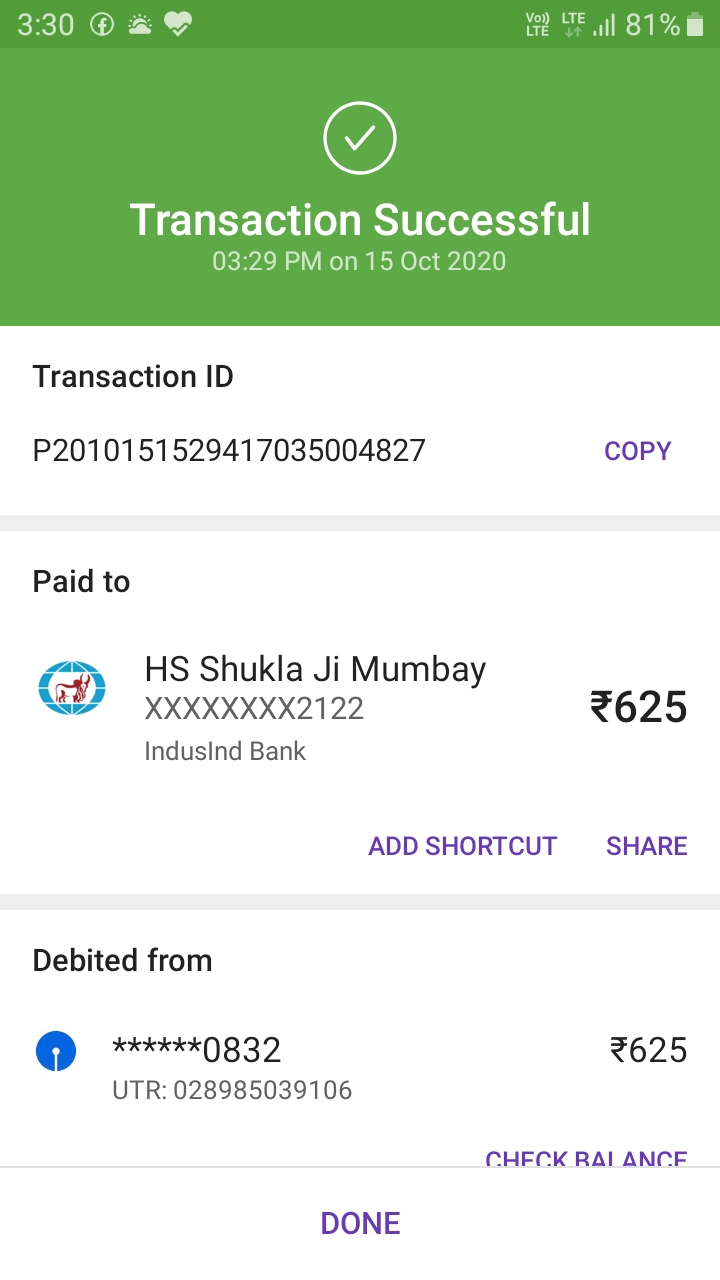 3:30 Vo)) LTE LTE 81%
Transaction Successful
03:29 PM on 15 Oct 2020
Transaction ID
P2010151529417035004827 COPY
Paid to
HS Shukla Ji Mumbay
XXXXXXXX2122 ₹625
IndusInd Bank
ADD SHORTCUT SHARE
Debited from
******0832 ₹625
UTR: 028985039106
CHECK BALANCE
DONE